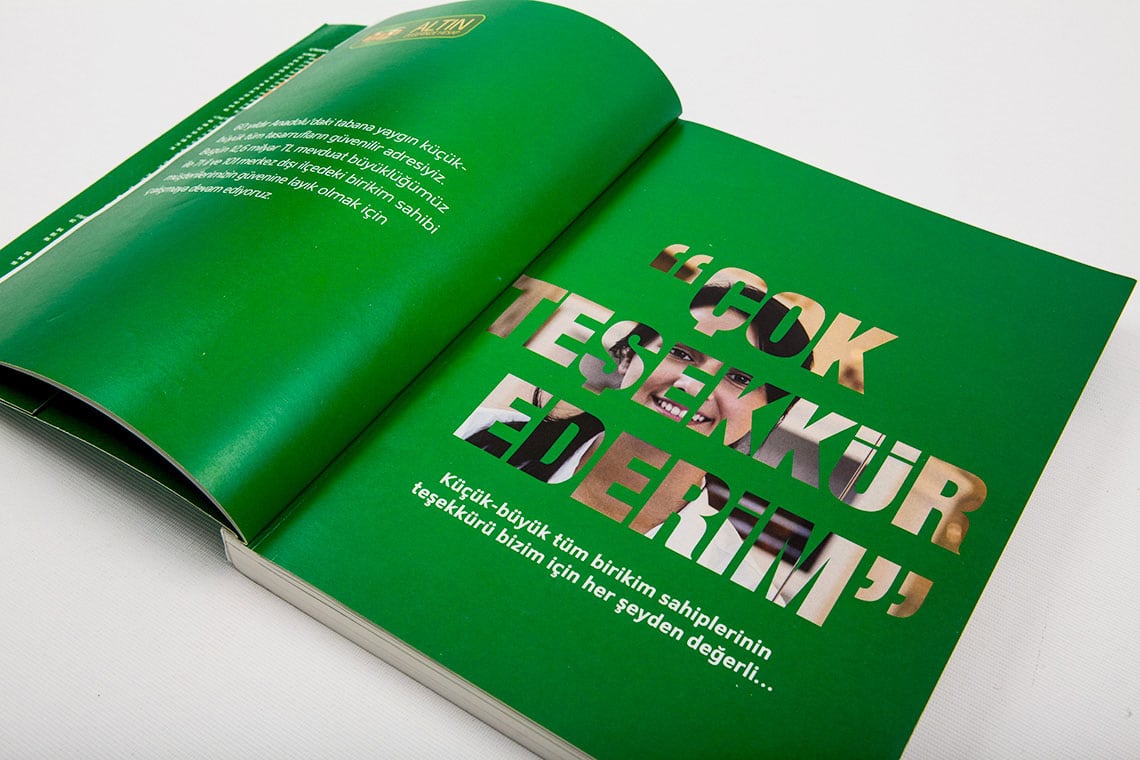 ALTIN
60 yıldır Anadolu'daki tabana yaygın küçük-
büyük tüm tasarrufların güvenilir adresiyiz.
Bugün 12.6 milyar TL mevduat büyüklüğümüz
ile 71 il ve 101 merkez dışı ilçedeki birikim sahibi
müşterilerimizin güvenine layık olmak için
çalışmaya devam ediyoruz.
“ÇOK
TEŞEKKÜR
EDERİM”
Küçük-büyük tüm birikim sahiplerinin
teşekkürü bizim için her şeyden değerli...